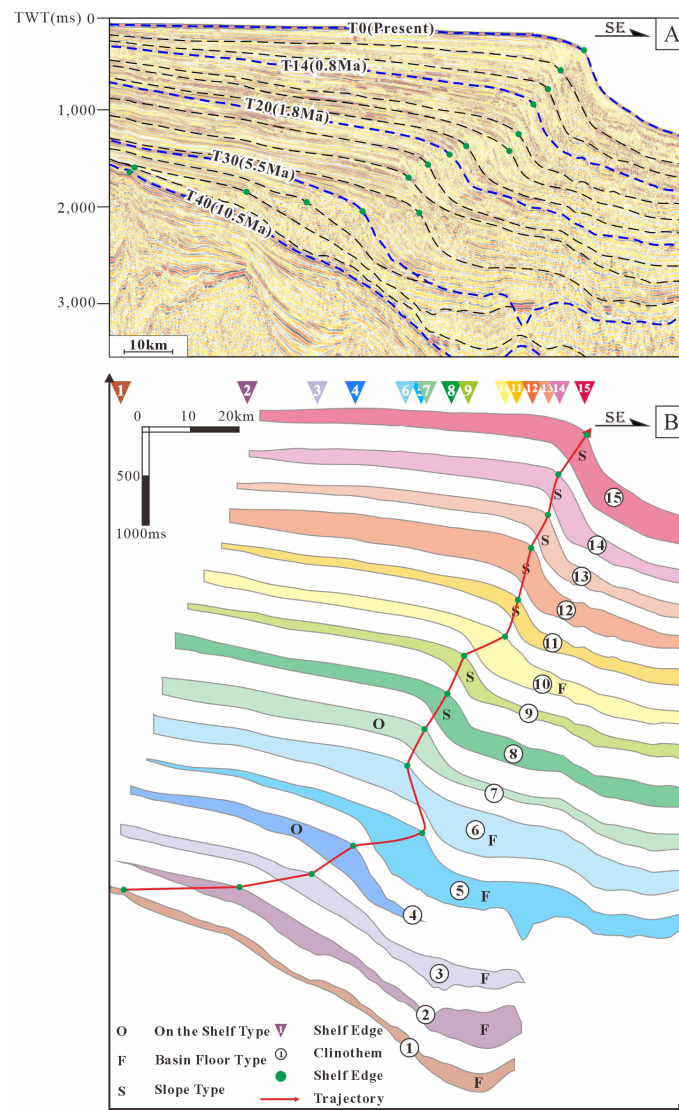 TWT(ms) 0
T0(Present)
SE
A
T14(0.8Ma)
1,000
T20(1.8Ma)
T30(5.5Ma)
2,000
T40(10.5Ma)
3,000
10km
1 2 3 4 6 7 8 9 11 12 13 14 15
0 10 20km
SE
B
S
15
500
S
1000ms
14
S
13
S
12
S
11
10 F
S
9
S
8
O
7
6
F
O
5 F
4
3 F
2 F
1
F
O On the Shelf Type 1 Shelf Edge
F Basin Floor Type 1 Clinothem
S Slope Type Shelf Edge
Trajectory